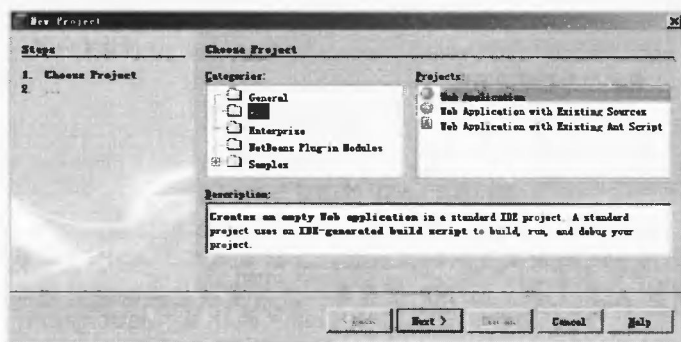 New Project
Steps
1. Choose Project
2. ...
Choose Project
Categories:
General
Enterprise
NetBeans Plug-in Modules
Samples
Projects:
Web Application
Web Application with Existing Sources
Web Application with Existing Ant Script
Description:
Creates an empty Web application in a standard IDE project. A standard
project uses an IDE-generated build script to build, run, and debug your
project.
Next >
Cancel
Help